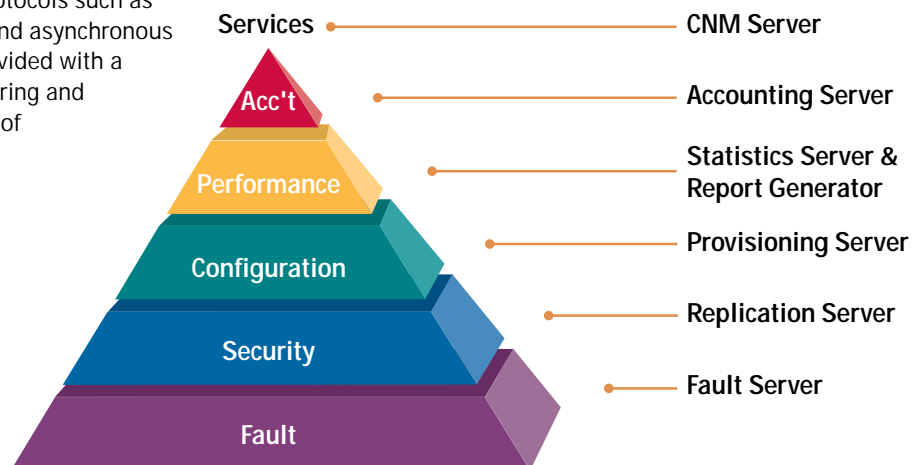 otocols such as
nd asynchronous
vided with a
ring and
of
Services
CNM Server
Acc't
Accounting Server
Performance
Statistics Server &
Report Generator
Configuration
Provisioning Server
Security
Replication Server
Fault
Fault Server